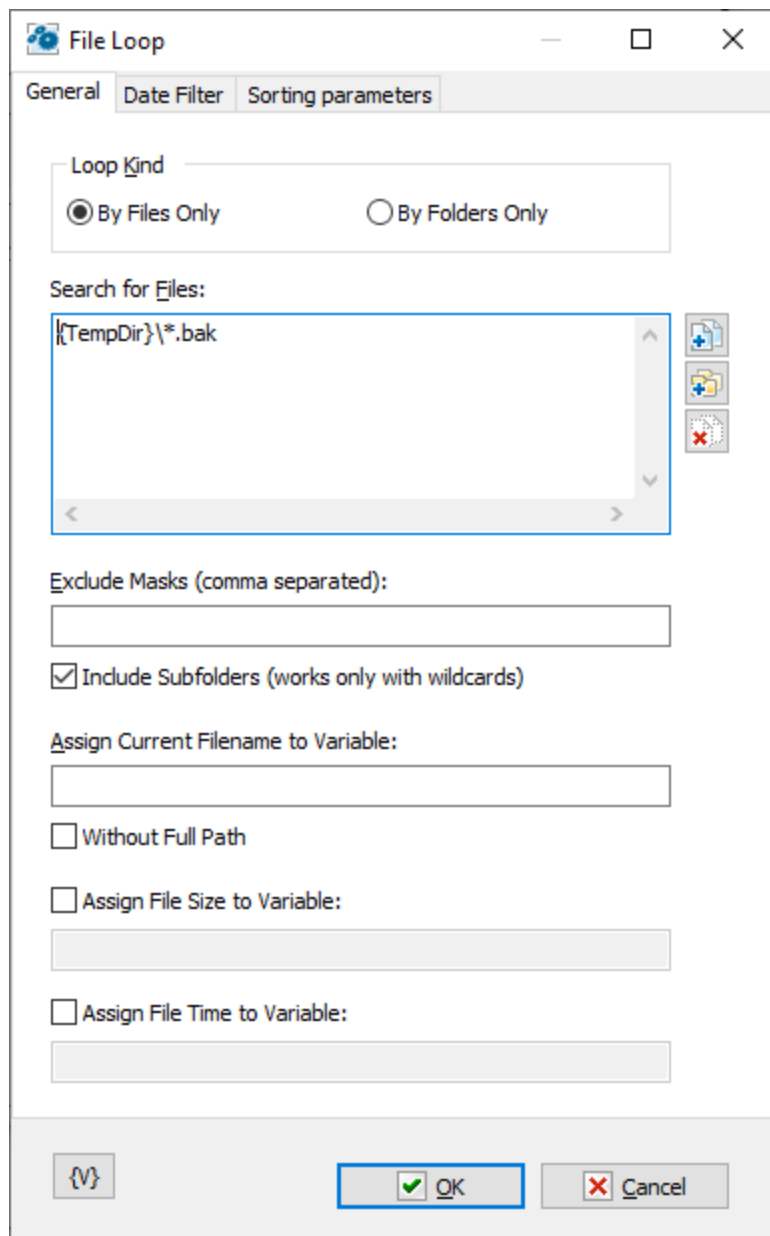 File Loop
General Date Filter Sorting parameters
Loop Kind
By Files Only By Folders Only
Search for Files:
{TempDir}\*.bak
Exclude Masks (comma separated):
Include Subfolders (works only with wildcards)
Assign Current Filename to Variable:
Without Full Path
Assign File Size to Variable:
Assign File Time to Variable:
{V} OK Cancel